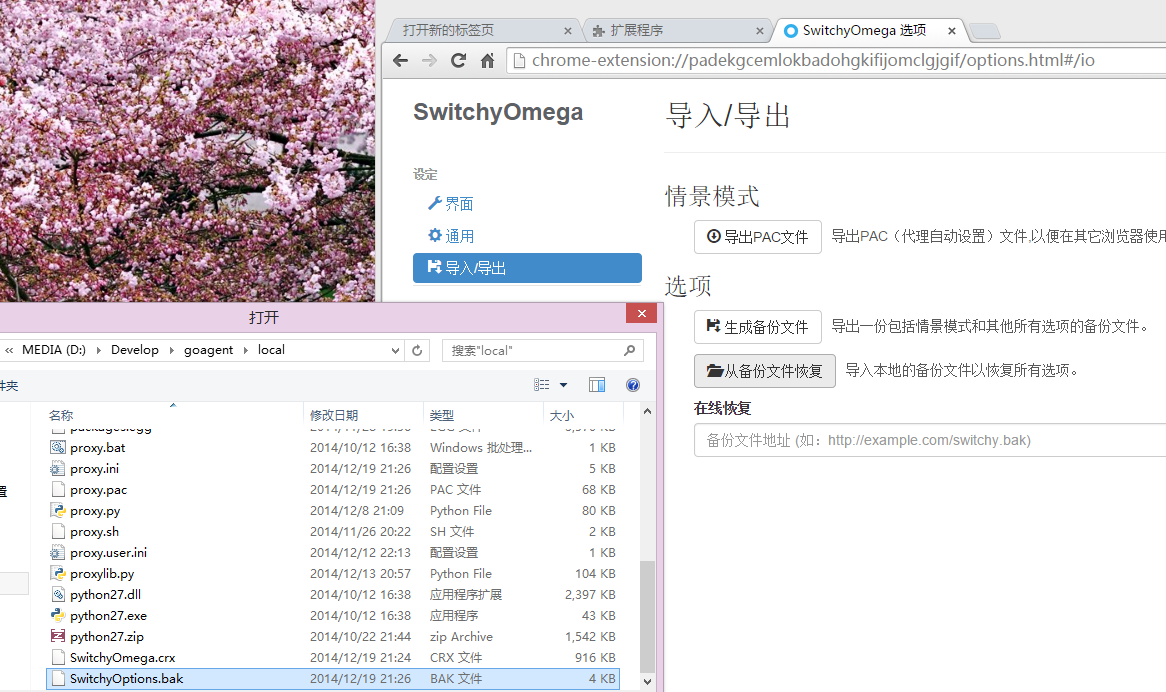 打开新的标签页
扩展程序
SwitchyOmega 选项
chrome-extension://padekgcemlokbadohgkifijomclgjgif/options.html#/io
SwitchyOmega
设定
界面
通用
导入/导出
导入/导出
情景模式
导出PAC文件
导出PAC（代理自动设置）文件,以便在其它浏览器使用
选项
生成备份文件
导出一份包括情景模式和其他所有选项的备份文件。
从备份文件恢复
导入本地的备份文件以恢复所有选项。
在线恢复
备份文件地址 (如：http://example.com/switchy.bak)
打开
« MEDIA (D:) Develop goagent local
搜索"local"
件夹
名称 修改日期 类型 大小
proxy.bat 2014/10/12 16:38 Windows 批处理... 1 KB
proxy.ini 2014/12/19 21:26 配置设置 5 KB
proxy.pac 2014/12/19 21:26 PAC 文件 68 KB
proxy.py 2014/12/8 21:09 Python File 80 KB
proxy.sh 2014/11/26 20:22 SH 文件 2 KB
proxy.user.ini 2014/12/12 22:13 配置设置 1 KB
proxylib.py 2014/12/13 20:57 Python File 104 KB
python27.dll 2014/10/12 16:38 应用程序扩展 2,397 KB
python27.exe 2014/10/12 16:38 应用程序 43 KB
python27.zip 2014/10/22 21:44 zip Archive 1,542 KB
SwitchyOmega.crx 2014/12/19 21:24 CRX 文件 916 KB
SwitchyOptions.bak 2014/12/19 21:26 BAK 文件 4 KB